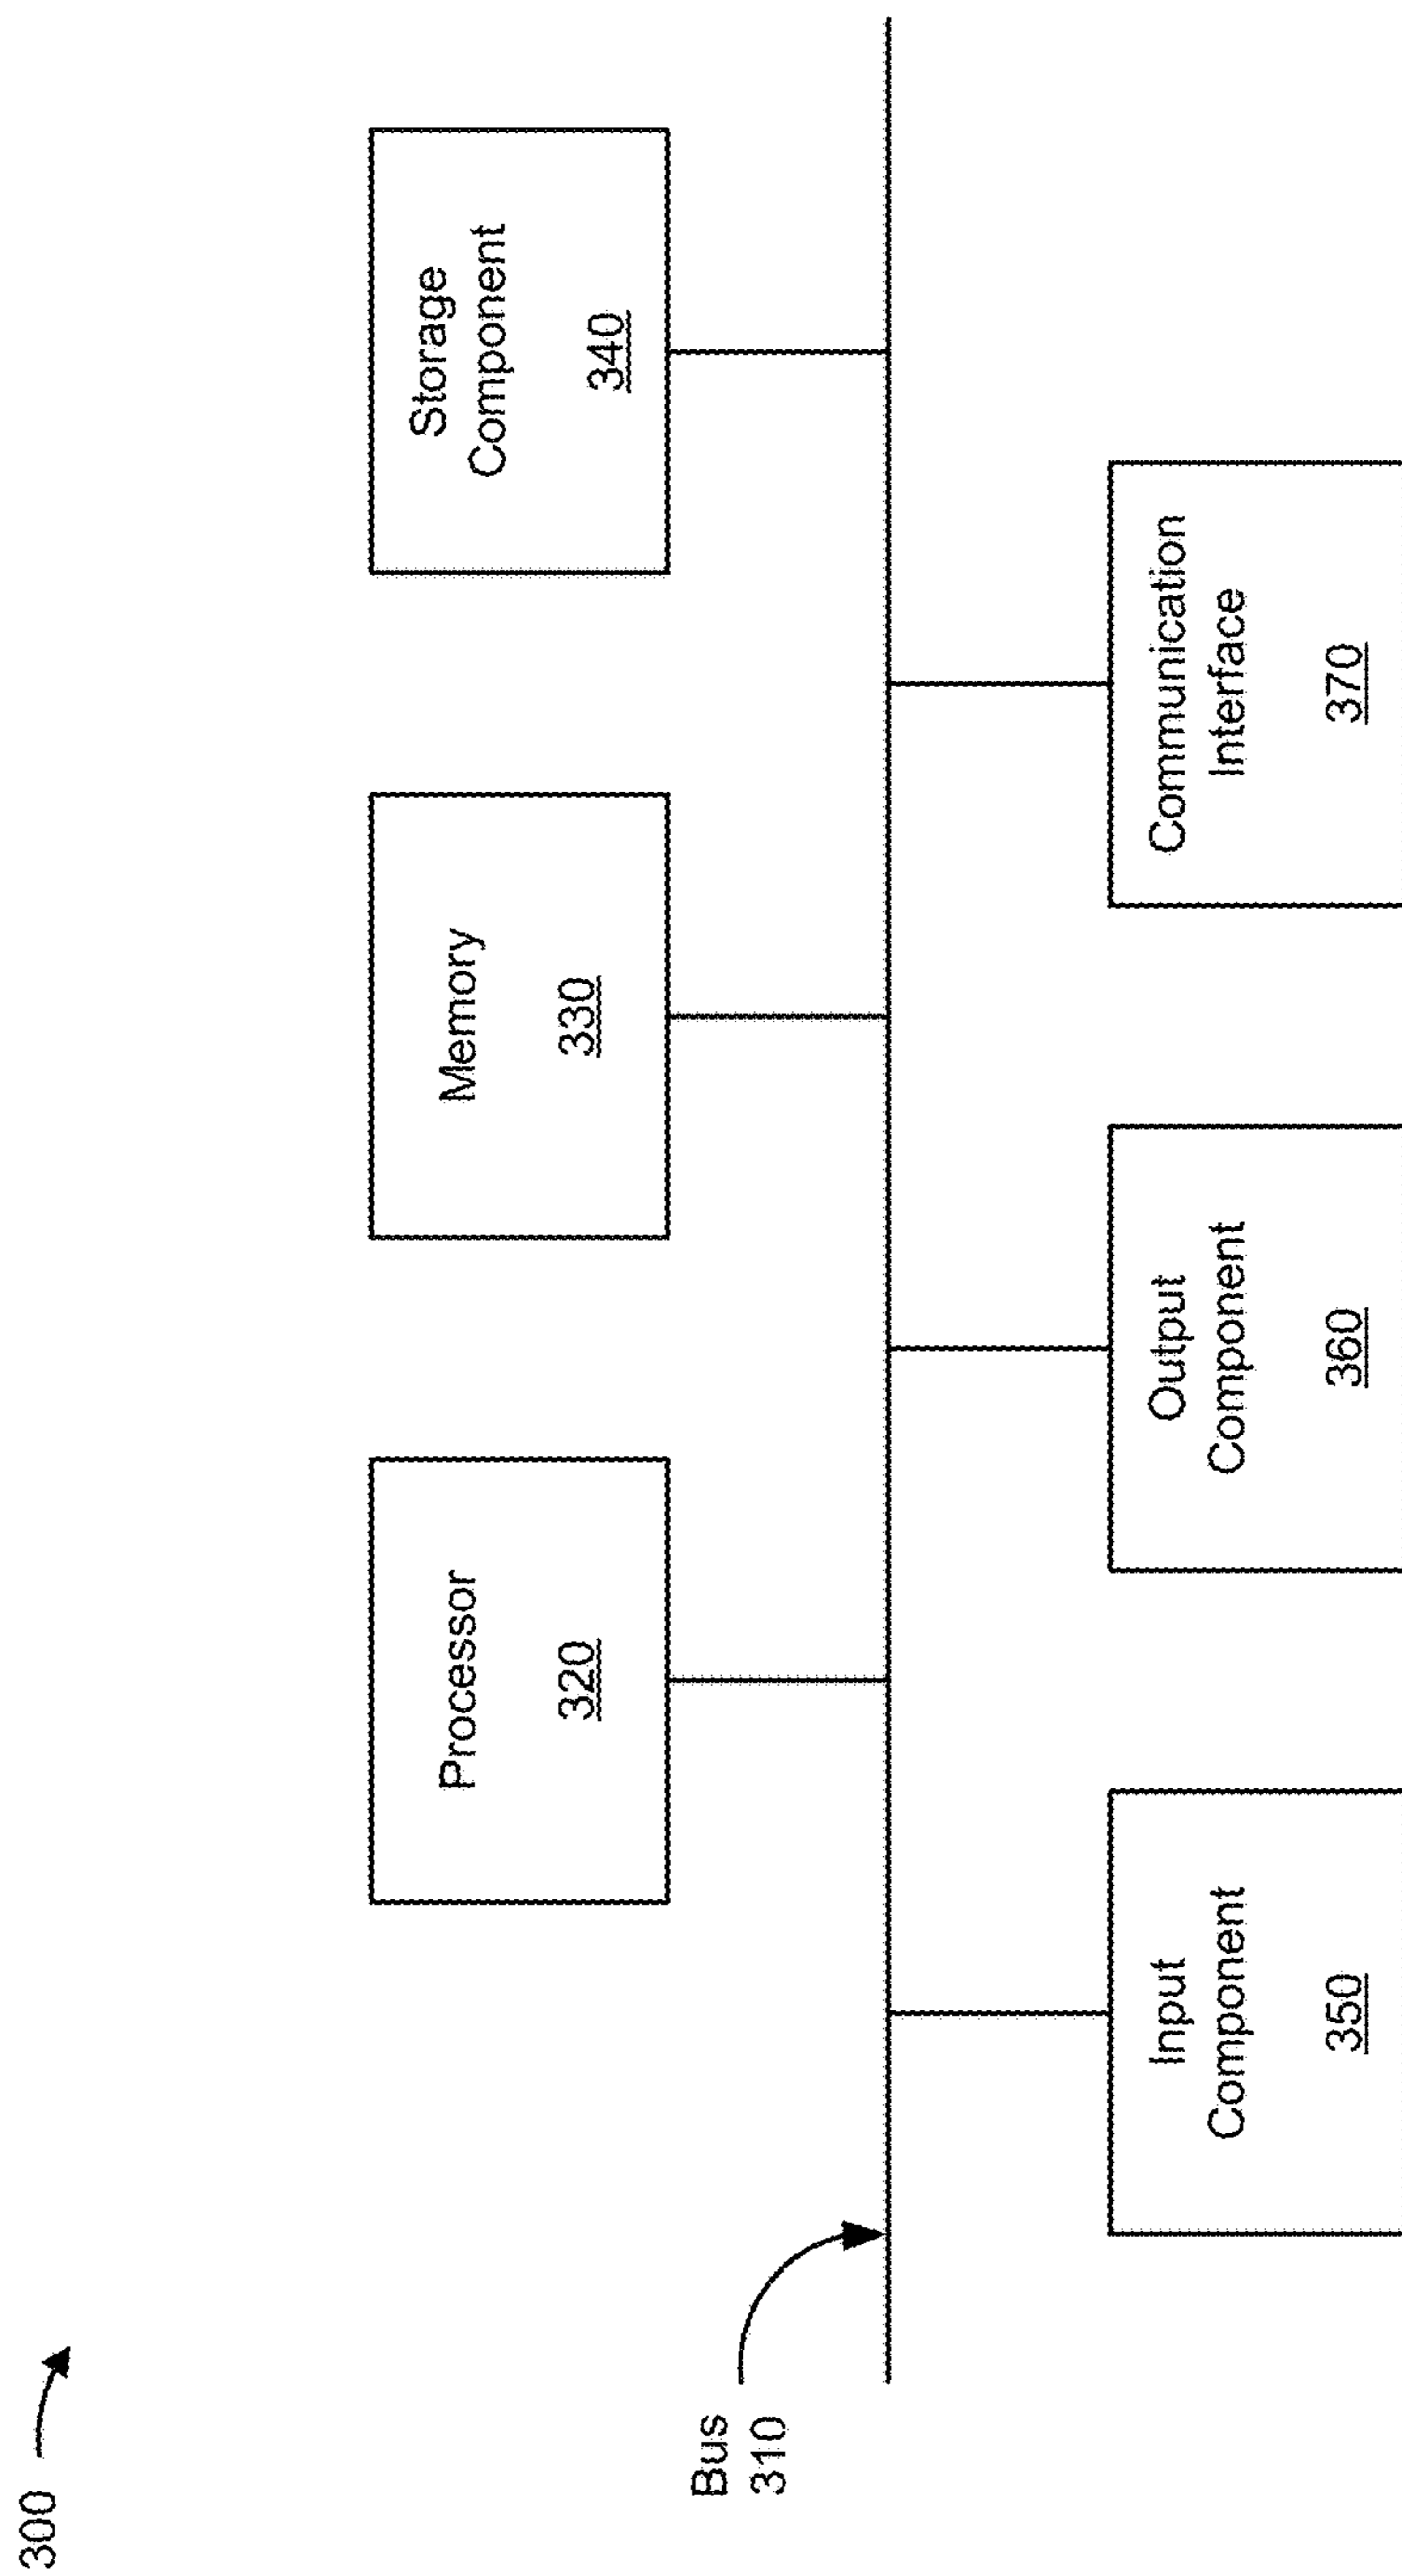 300
Processor
320
Memory
330
Storage
Component
340
Bus
310
Input
Component
350
Output
Component
360
Communication
Interface
370